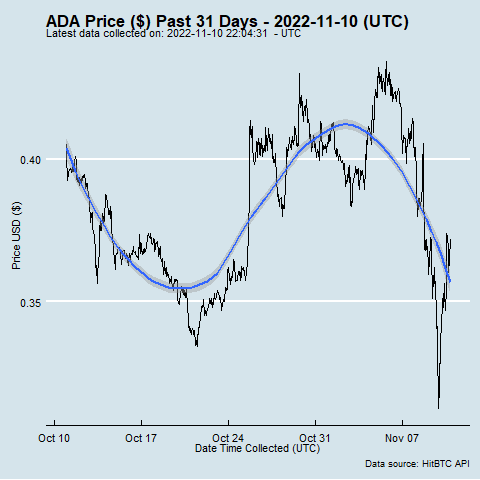 ADA Price ($) Past 31 Days - 2022-11-10 (UTC)
Latest data collected on: 2022-11-10 22:04:31 - UTC
Price USD ($)
0.40
0.35
Oct 10 Oct 17 Oct 24 Oct 31 Nov 07
Date Time Collected (UTC)
Data source: HitBTC API